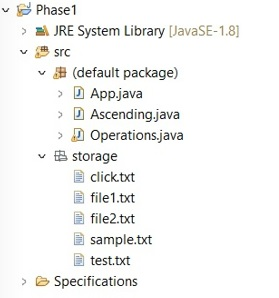 Phase1
JRE System Library [JavaSE-1.8]
src
(default package)
App.java
Ascending.java
Operations.java
storage
click.txt
file1.txt
file2.txt
sample.txt
test.txt
Specifications